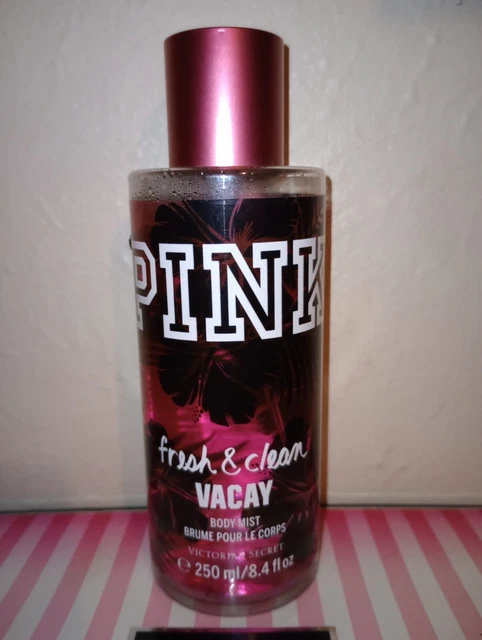 PINK
fresh & clean
VACAY
BODY MIST
BRUME POUR LE CORPS
VICTORIA'S SECRET
℮ 250 ml/8.4 fl oz